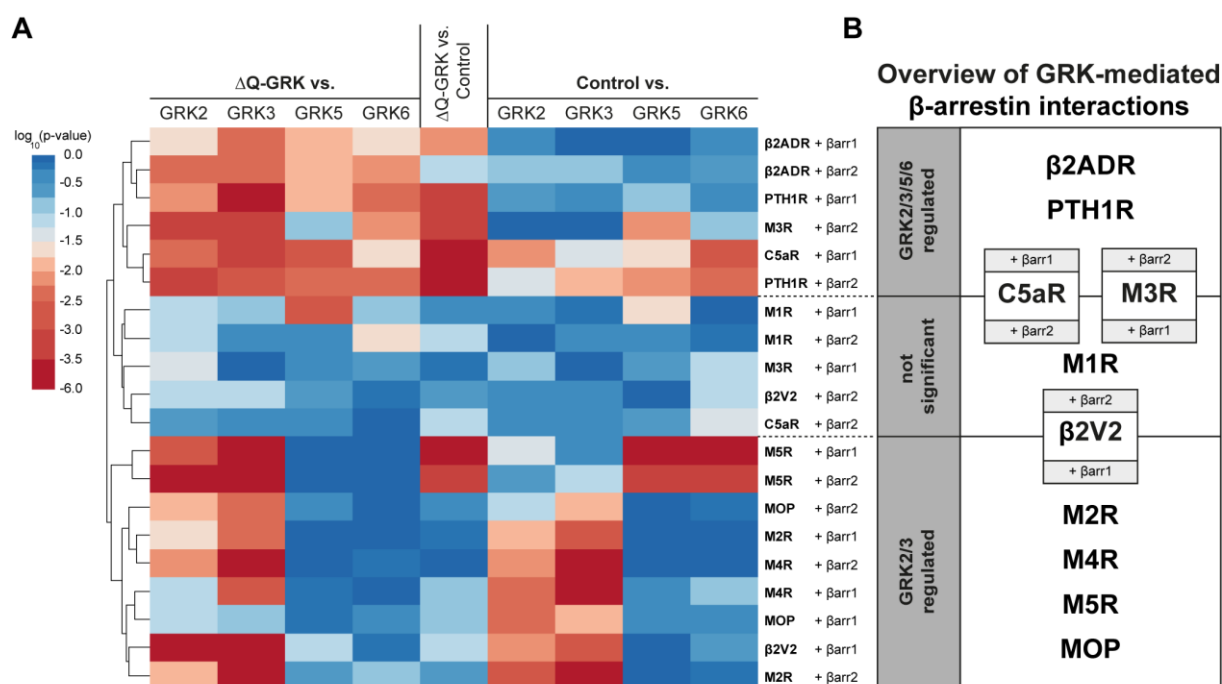 A
B
ΔQ-GRK vs.
ΔQ-GRK vs.
Control
Control vs.
GRK2 GRK3 GRK5 GRK6 GRK2 GRK3 GRK5 GRK6
log10(p-value)
0.0
-0.5
-1.0
-1.5
-2.0
-2.5
-3.0
-3.5
-6.0
β2ADR + βarr1
β2ADR + βarr2
PTH1R + βarr1
M3R + βarr2
C5aR + βarr1
PTH1R + βarr2
M1R + βarr1
M1R + βarr2
M3R + βarr1
β2V2 + βarr2
C5aR + βarr2
M5R + βarr1
M5R + βarr2
MOP + βarr2
M2R + βarr1
M4R + βarr2
M4R + βarr1
MOP + βarr1
β2V2 + βarr1
M2R + βarr2
Overview of GRK-mediated
β-arrestin interactions
GRK2/3/5/6
regulated
not
significant
GRK2/3
regulated
β2ADR
PTH1R
+ βarr1 + βarr2
C5aR M3R
+ βarr2 + βarr1
M1R
+ βarr2
β2V2
+ βarr1
M2R
M4R
M5R
MOP